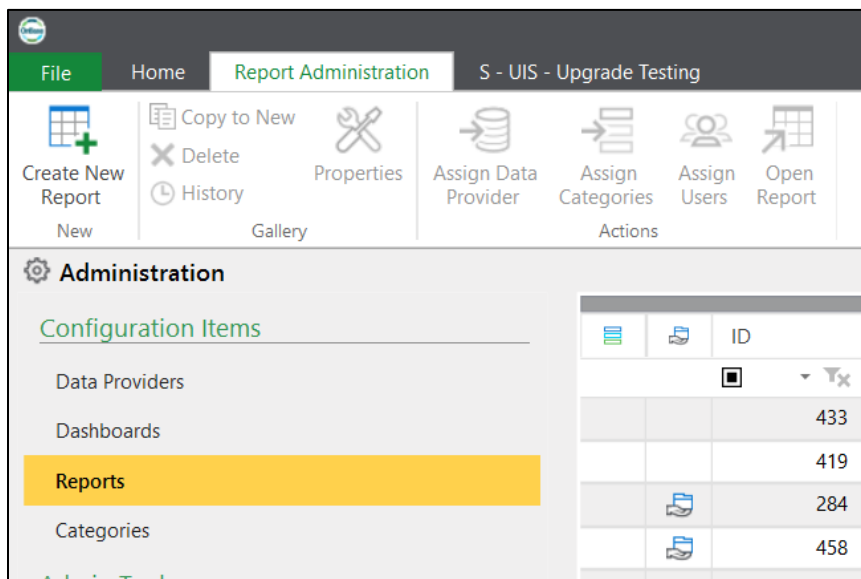 OnBase
File Home Report Administration S - UIS - Upgrade Testing
Create New Report
Copy to New
Delete
History
Properties
Assign Data Provider
Assign Categories
Assign Users
Open Report
New Gallery Actions
Administration
Configuration Items
Data Providers
Dashboards
Reports
Categories
ID
433
419
284
458